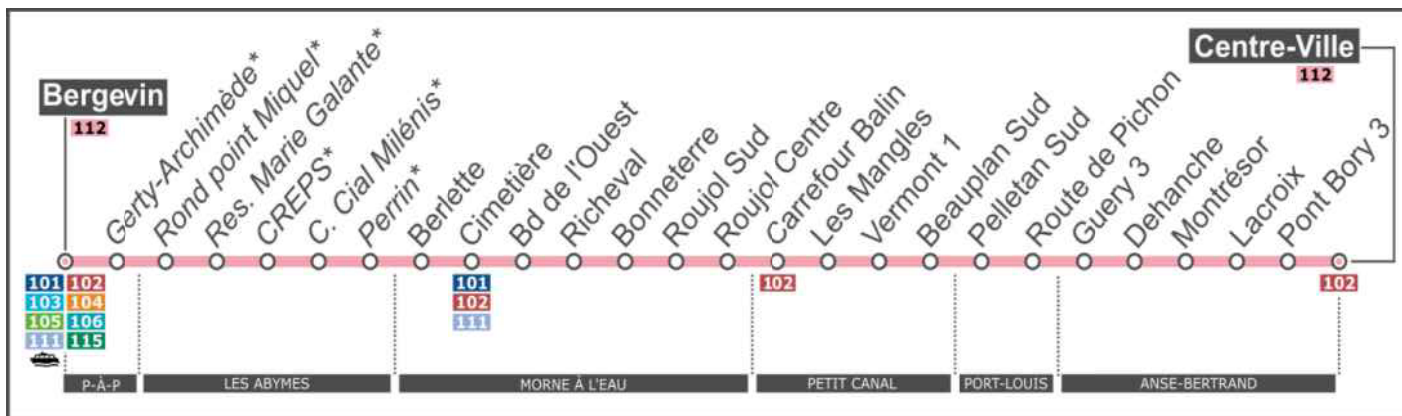 Centre-Ville
112
Bergevin
112
Gerty-Archimède*
Rond point Miquel*
Res. Marie Galante*
CREPS*
C. Cial Milénis*
Perrin*
Berlette
Cimetière
Bd de l'Ouest
Richeval
Bonneterre
Roujol Sud
Roujol Centre
Carrefour Balin
Les Mangles
Vermont 1
Beauplan Sud
Pelletan Sud
Route de Pichon
Guery 3
Dehanche
Montrésor
Lacroix
Pont Bory 3
101 102
103 104
105 106
111 115
101
102
111
102
102
P-À-P
LES ABYMES
MORNE À L'EAU
PETIT CANAL
PORT-LOUIS
ANSE-BERTRAND